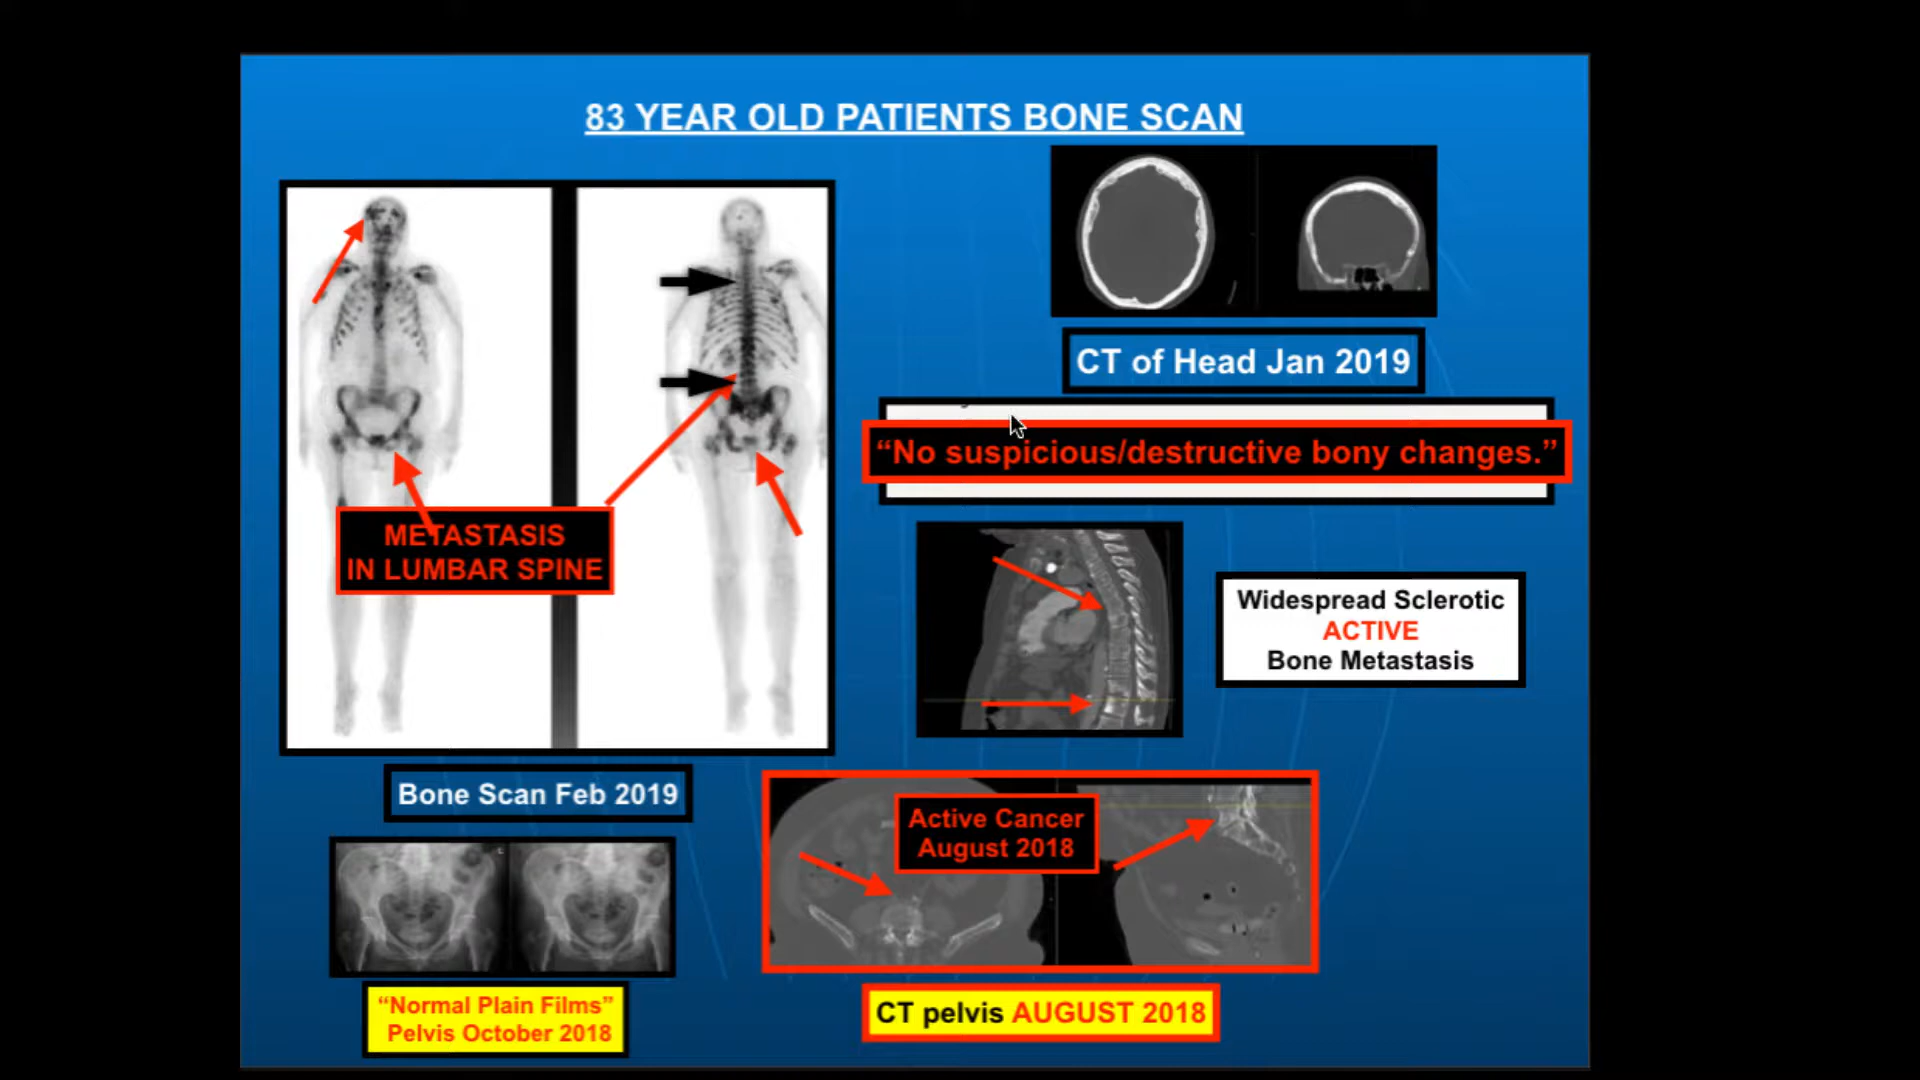 83 YEAR OLD PATIENTS BONE SCAN
CT of Head Jan 2019
“No suspicious/destructive bony changes.”
METASTASIS
IN LUMBAR SPINE
Widespread Sclerotic
ACTIVE
Bone Metastasis
Bone Scan Feb 2019
Active Cancer
August 2018
“Normal Plain Films”
Pelvis October 2018
CT pelvis AUGUST 2018